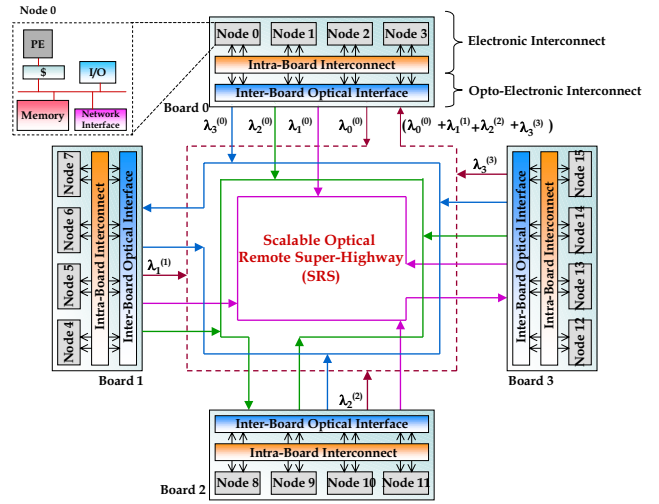 Node 0
PE
$
I/O
Memory
Network
Interface
Node 0 Node 1 Node 2 Node 3
Intra-Board Interconnect
Inter-Board Optical Interface
Board 0
Electronic Interconnect
Opto-Electronic Interconnect
λ3(0) λ2(0) λ1(0) λ0(0) (λ0(0) + λ1(1) + λ2(2) + λ3(3) )
Node 7
Node 6
Node 5
Node 4
Intra-Board Interconnect
Inter-Board Optical Interface
Board 1
λ1(1)
Scalable Optical
Remote Super-Highway
(SRS)
λ3(3)
Inter-Board Optical Interface
Intra-Board Interconnect
Node 15
Node 14
Node 13
Node 12
Board 3
λ2(2)
Inter-Board Optical Interface
Intra-Board Interconnect
Node 8 Node 9 Node 10 Node 11
Board 2